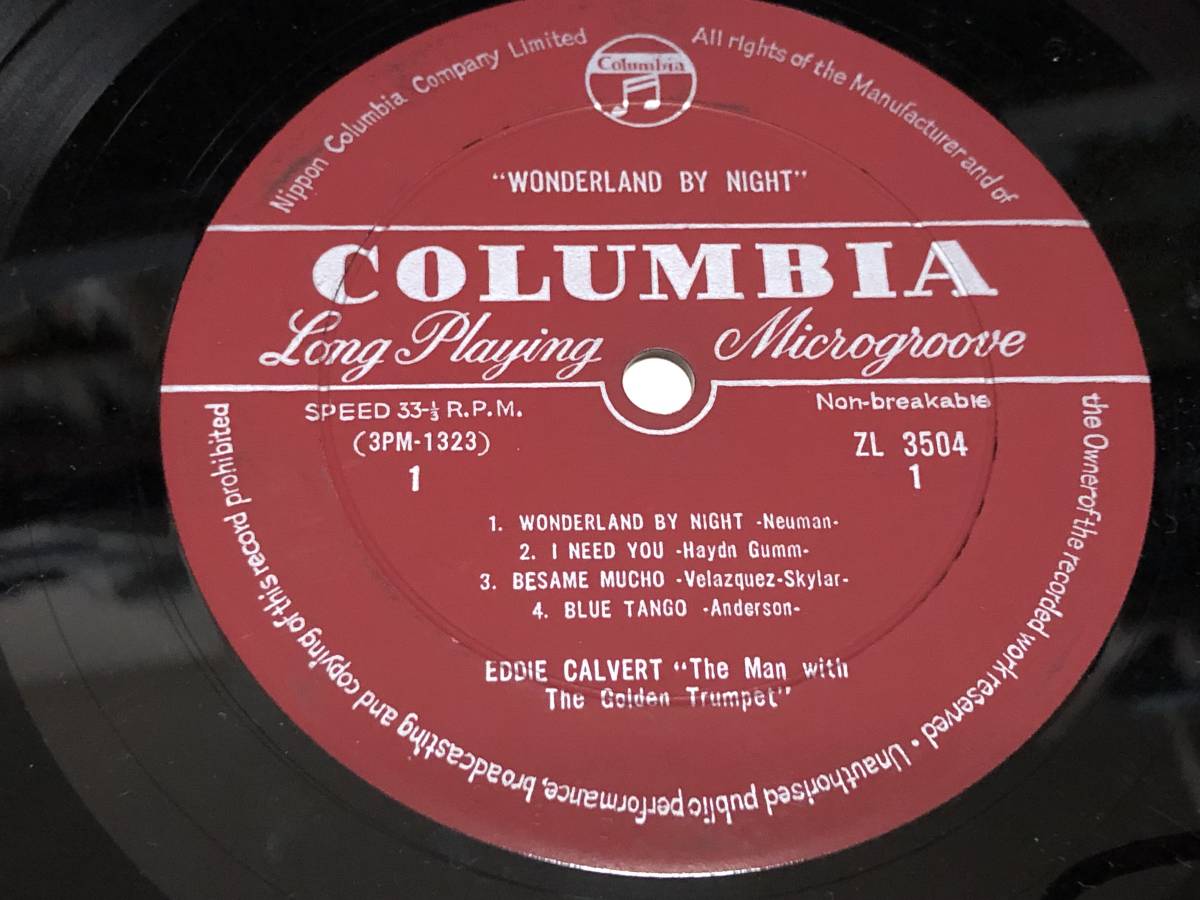 Nippon Columbia Company Limited
Columbia
All rights of the Manufacturer and of the Owner of the recorded work reserved • Unauthorised public performance, broadcasting and copying of this record prohibited
“WONDERLAND BY NIGHT”
COLUMBIA
Long Playing Microgroove
SPEED 33-⅓ R.P.M.
Non-breakable
(3PM-1323)
ZL 3504
1
1
1. WONDERLAND BY NIGHT -Neuman-
2. I NEED YOU -Haydn Gumm-
3. BESAME MUCHO -Velazquez-Skylar-
4. BLUE TANGO -Anderson-
EDDIE CALVERT “The Man with
The Golden Trumpet”